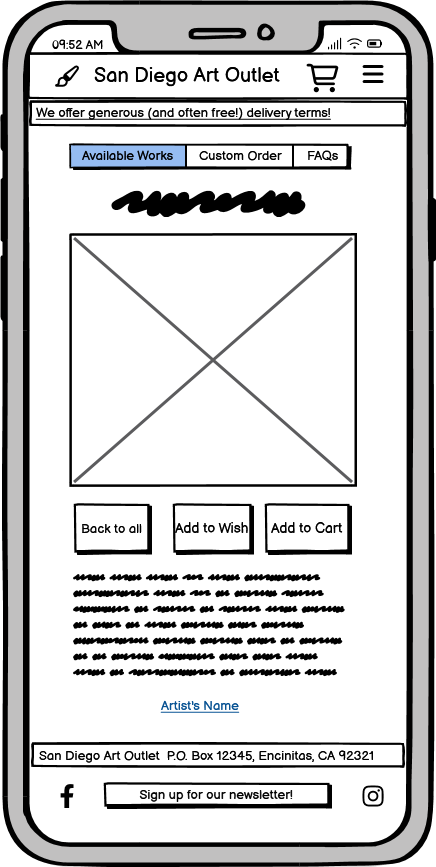 09:52 AM
San Diego Art Outlet
We offer generous (and often free!) delivery terms!
Available Works Custom Order FAQs
Back to all Add to Wish Add to Cart
Artist's Name
San Diego Art Outlet P.O. Box 12345, Encinitas, CA 92321
Sign up for our newsletter!